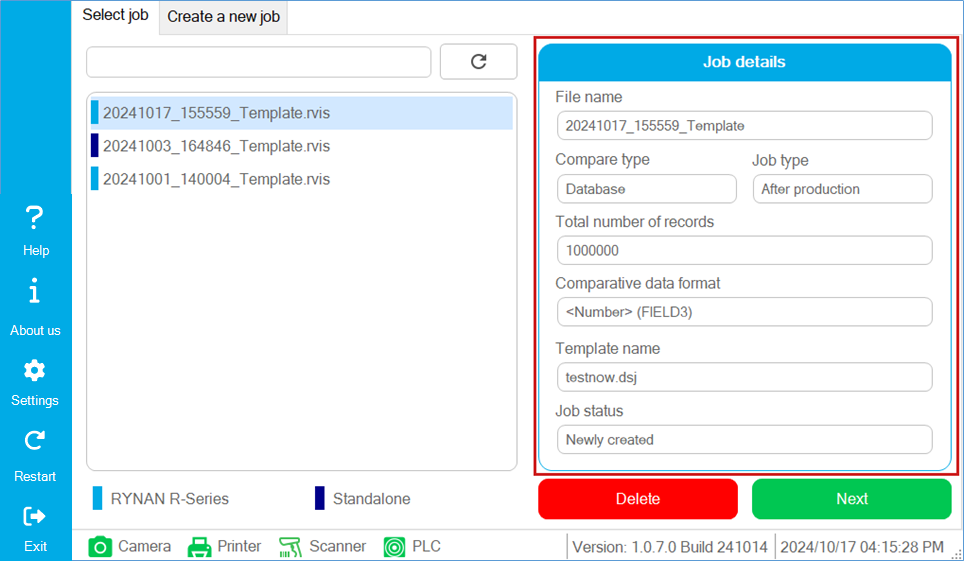 Select job
Create a new job
20241017_155559_Template.rvis
20241003_164846_Template.rvis
20241001_140004_Template.rvis
RYNAN R-Series
Standalone
Job details
File name
20241017_155559_Template
Compare type
Job type
Database
After production
Total number of records
1000000
Comparative data format
<Number> (FIELD3)
Template name
testnow.dsj
Job status
Newly created
Delete
Next
Help
About us
Settings
Restart
Exit
Camera
Printer
Scanner
PLC
Version: 1.0.7.0 Build 241014
2024/10/17 04:15:28 PM